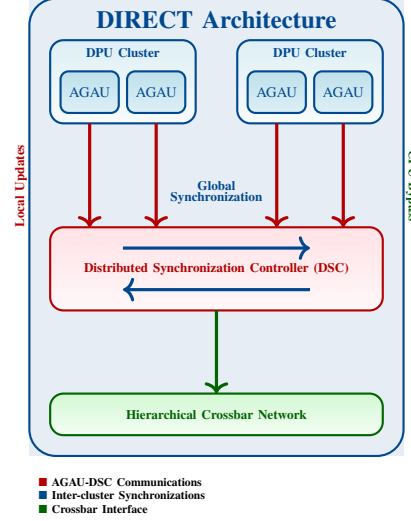 DIRECT Architecture
DPU Cluster
DPU Cluster
AGAU
AGAU
AGAU
AGAU
Local Updates
Global
Synchronization
Distributed Synchronization Controller (DSC)
Hierarchical Crossbar Network
AGAU-DSC Communications
Inter-cluster Synchronizations
Crossbar Interface